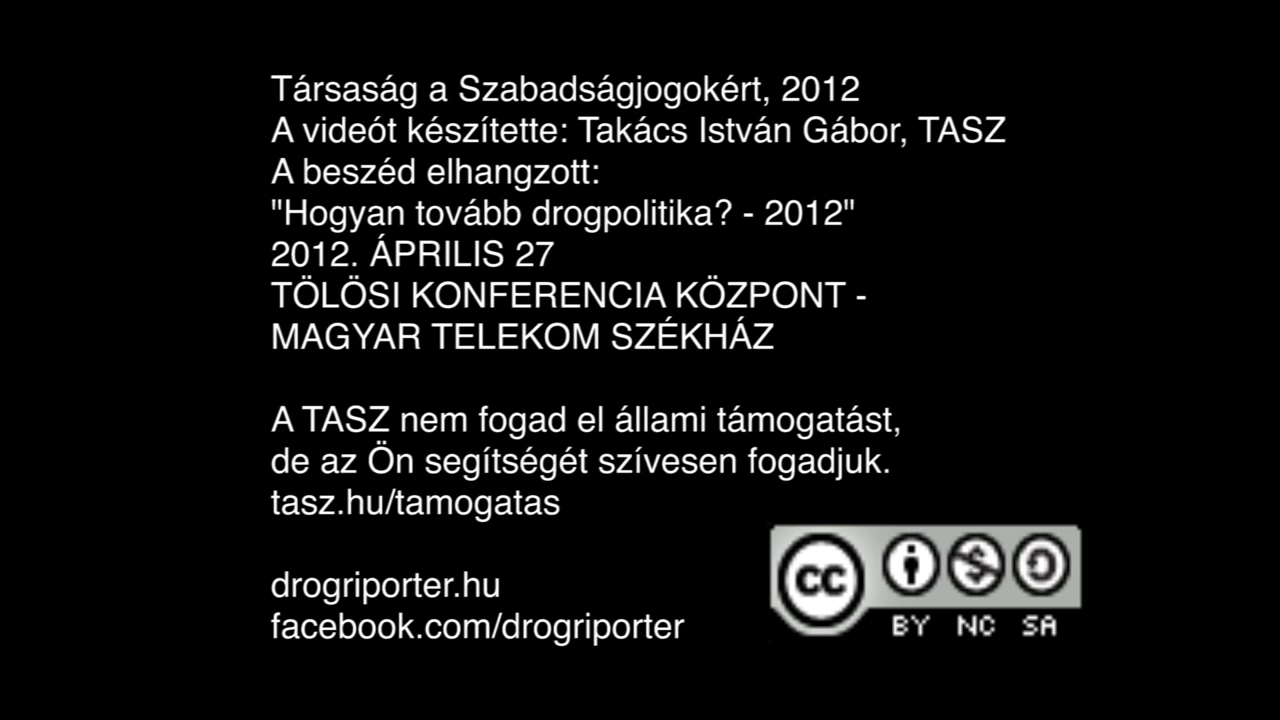 Társaság a Szabadságjogokért, 2012
A videót készítette: Takács István Gábor, TASZ
A beszéd elhangzott:
"Hogyan tovább drogpolitika? - 2012"
2012. ÁPRILIS 27
TÖLÖSI KONFERENCIA KÖZPONT -
MAGYAR TELEKOM SZÉKHÁZ
A TASZ nem fogad el állami támogatást,
de az Ön segítségét szívesen fogadjuk.
tasz.hu/tamogatas
drogriporter.hu
facebook.com/drogriporter
CC
BY NC SA